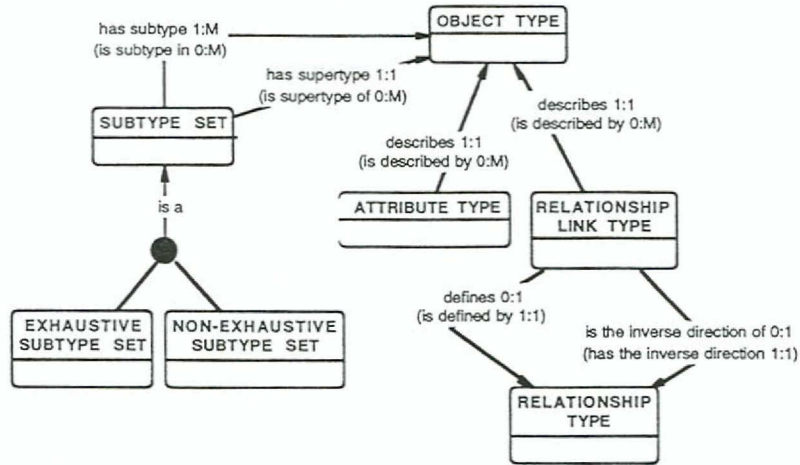 OBJECT TYPE
has subtype 1:M
(is subtype in 0:M)
has supertype 1:1
(is supertype of 0:M)
SUBTYPE SET
describes 1:1
(is described by 0:M)
describes 1:1
(is described by 0:M)
is a
ATTRIBUTE TYPE
RELATIONSHIP
LINK TYPE
EXHAUSTIVE
SUBTYPE SET
NON-EXHAUSTIVE
SUBTYPE SET
defines 0:1
(is defined by 1:1)
is the inverse direction of 0:1
(has the inverse direction 1:1)
RELATIONSHIP
TYPE